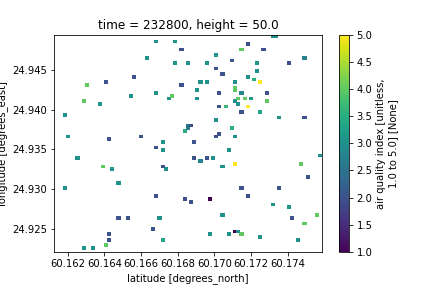 time = 232800, height = 50.0
longitude [degrees_east]
24.945
24.940
24.935
24.930
24.925
60.162 60.164 60.166 60.168 60.170 60.172 60.174
latitude [degrees_north]
5.0
4.5
4.0
3.5
3.0
2.5
2.0
1.5
1.0
air quality index [unitless,
1.0 to 5.0] [None]